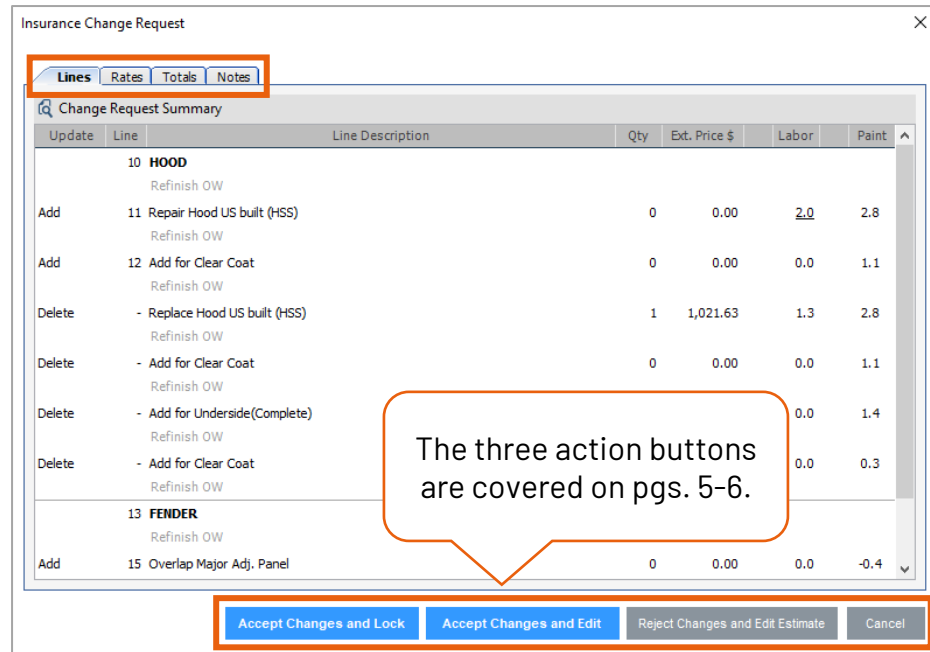 Insurance Change Request
Lines Rates Totals Notes
Change Request Summary
Update Line Line Description Qty Ext. Price $ Labor Paint
10 HOOD
Refinish OW
Add 11 Repair Hood US built (HSS) 0 0.00 2.0 2.8
Refinish OW
Add 12 Add for Clear Coat 0 0.00 0.0 1.1
Refinish OW
Delete - Replace Hood US built (HSS) 1 1,021.63 1.3 2.8
Refinish OW
Delete - Add for Clear Coat 0 0.00 0.0 1.1
Refinish OW
Delete - Add for Underside(Complete) 0.0 1.4
Refinish OW
Delete - Add for Clear Coat 0.0 0.3
Refinish OW
The three action buttons
are covered on pgs. 5-6.
13 FENDER
Refinish OW
Add 15 Overlap Major Adj. Panel 0 0.00 0.0 -0.4
Accept Changes and Lock Accept Changes and Edit Reject Changes and Edit Estimate Cancel